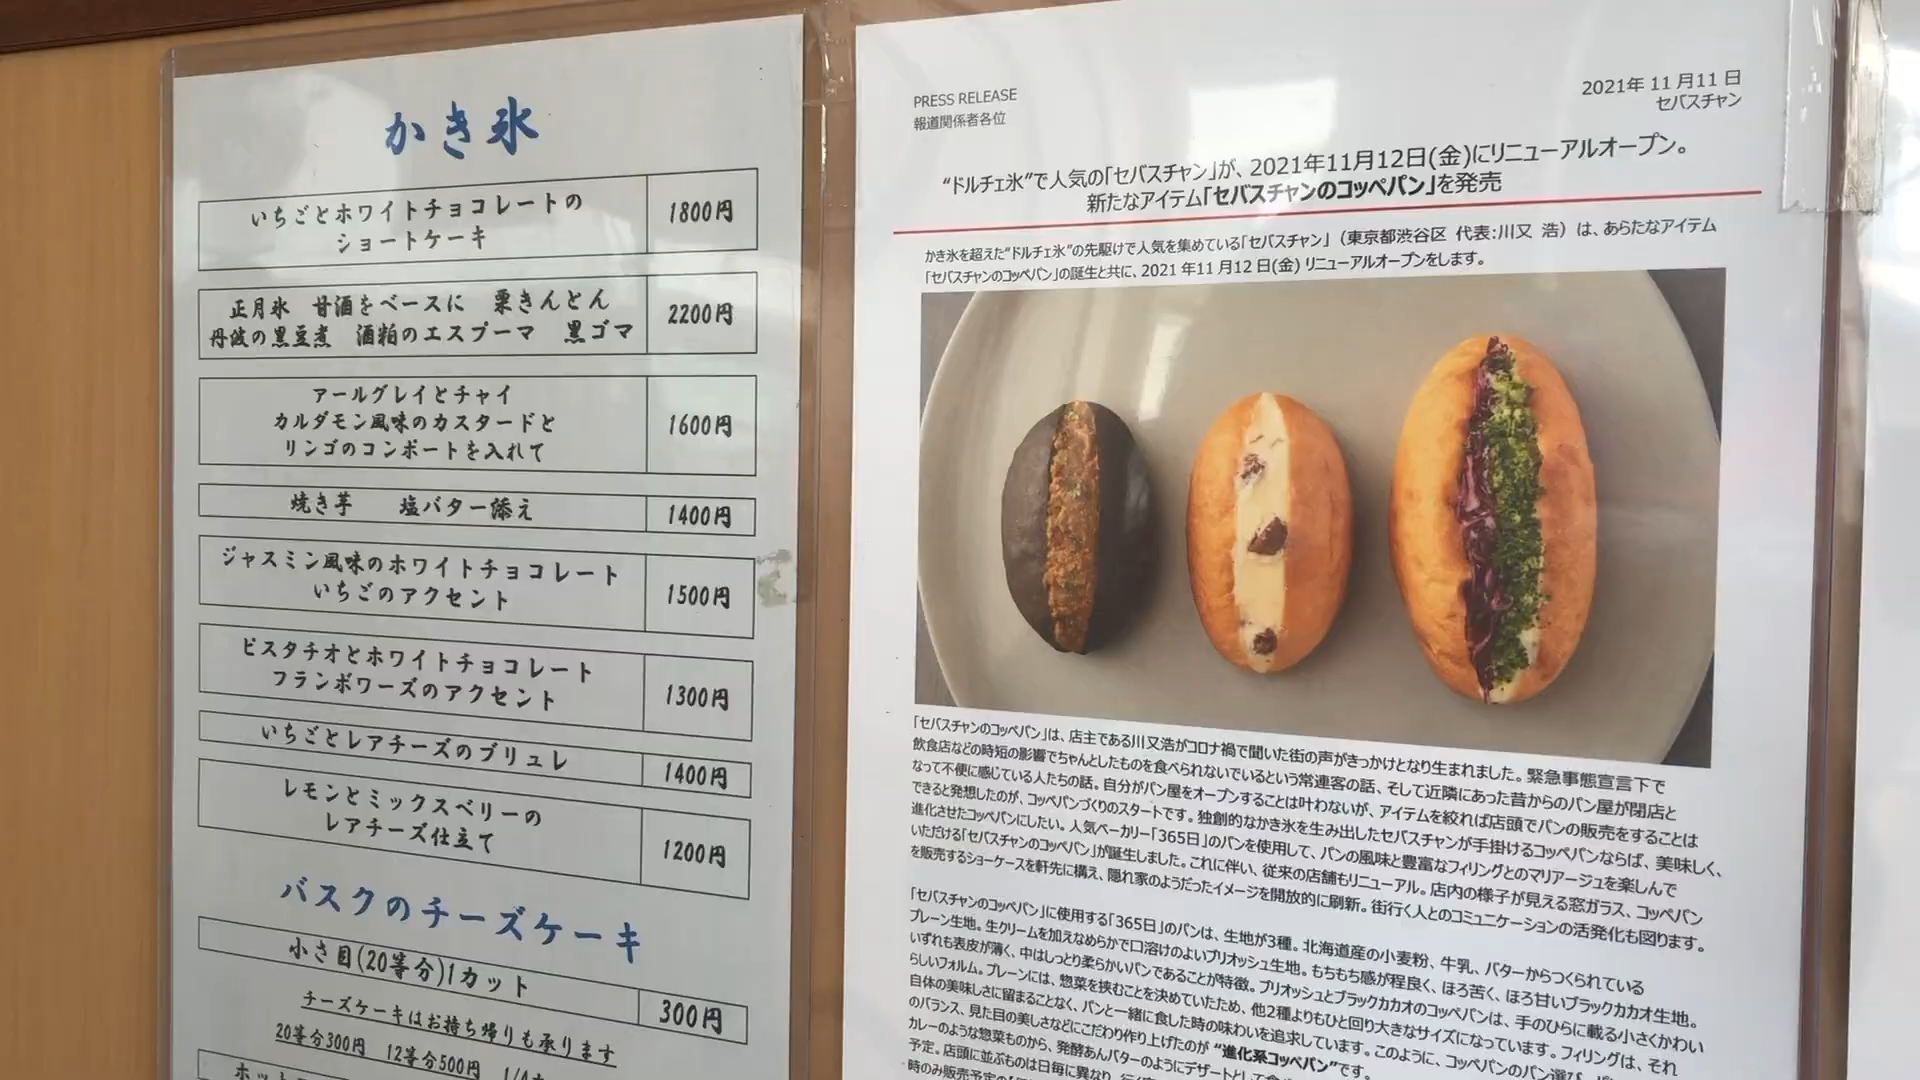 かき氷
いちごとホワイトチョコレートの
ショートケーキ
1800円
正月氷 甘酒をベースに 栗きんとん
丹波の黒豆煮 酒粕のエスプーマ 黒ゴマ
2200円
アールグレイとチャイ
カルダモン風味のカスタードと
リンゴのコンポートを入れて
1600円
焼き芋 塩バター添え
1400円
ジャスミン風味のホワイトチョコレート
いちごのアクセント
1500円
ピスタチオとホワイトチョコレート
フランボワーズのアクセント
1300円
いちごとレアチーズのブリュレ
1400円
レモンとミックスベリーの
レアチーズ仕立て
1200円
バスクのチーズケーキ
小さ目(20等分)1カット
300円
チーズケーキはお持ち帰りも承ります
20等分300円 12等分500円
ホット
PRESS RELEASE
報道関係者各位
2021年 11月11日
セバスチャン
“ドルチェ氷”で人気の「セバスチャン」が、2021年11月12日(金)にリニューアルオープン。
新たなアイテム「セバスチャンのコッペパン」を発売
かき氷を超えた“ドルチェ氷”の先駆けで人気を集めている「セバスチャン」（東京都渋谷区 代表:川又 浩）は、あらたなアイテム
「セバスチャンのコッペパン」の誕生と共に、2021年11月12日(金) リニューアルオープンをします。
「セバスチャンのコッペパン」は、店主である川又浩がコロナ禍で聞いた街の声がきっかけとなり生まれました。緊急事態宣言下で
飲食店などの時短の影響でちゃんとしたものを食べられないでいるという常連客の話、そして近隣にあった昔からのパン屋が閉店と
なって不便に感じている人たちの話。自分がパン屋をオープンすることは叶わないが、アイテムを絞れば店頭でパンの販売をすることは
できると発想したのが、コッペパンづくりのスタートです。独創的なかき氷を生み出したセバスチャンが手掛けるコッペパンならば、美味しく、
進化させたコッペパンにしたい。人気ベーカリー「365日」のパンを使用して、パンの風味と豊富なフィリングとのマリアージュを楽しんで
いただける「セバスチャンのコッペパン」が誕生しました。これに伴い、従来の店舗もリニューアル。店内の様子が見える窓ガラス、コッペパン
を販売するショーケースを軒先に構え、隠れ家のようだったイメージを開放的に刷新。街行く人とのコミュニケーションの活発化も図ります。
「セバスチャンのコッペパン」に使用する「365日」のパンは、生地が3種。北海道産の小麦粉、牛乳、バターからつくられている
プレーン生地。生クリームを加えなめらかで口溶けのよいブリオッシュ生地。もちもち感が程良く、ほろ苦く、ほろ甘いブラックカカオ生地。
いずれも表皮が薄く、中はしっとり柔らかいパンであることが特徴。ブリオッシュとブラックカカオのコッペパンは、手のひらに載る小さくかわい
らしいフォルム。プレーンには、惣菜を挟むことを決めていたため、他2種よりもひと回り大きなサイズになっています。フィリングは、それ
自体の美味しさに留まることなく、パンと一緒に食した時の味わいを追求しています。このように、コッペパンのパン選び、
のバランス、見た目の美しさなどにこだわり作り上げたのが “進化系コッペパン”です。
カレーのような惣菜ものから、発酵あんバターのようにデザートとして
予定。店頭に並ぶものは日毎に異なり、
時のみ販売予定の